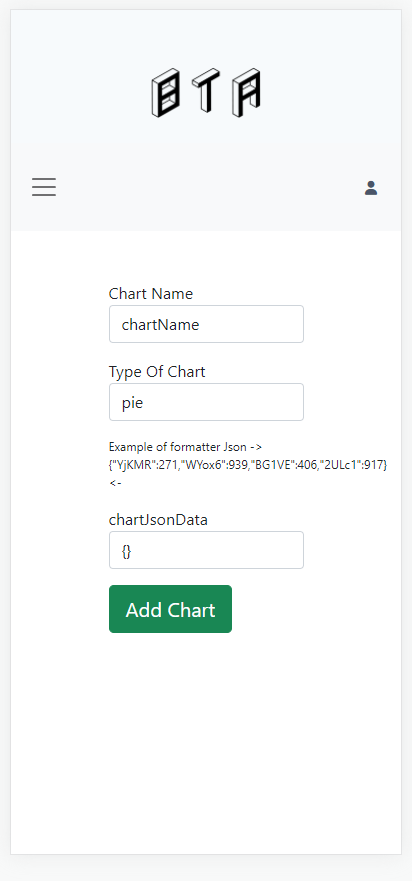 BTA
Chart Name
chartName
Type Of Chart
pie
Example of formatter Json ->
{"YjKMR":271,"WYox6":939,"BG1VE":406,"2ULc1":917}
<-
chartJsonData
{}
Add Chart